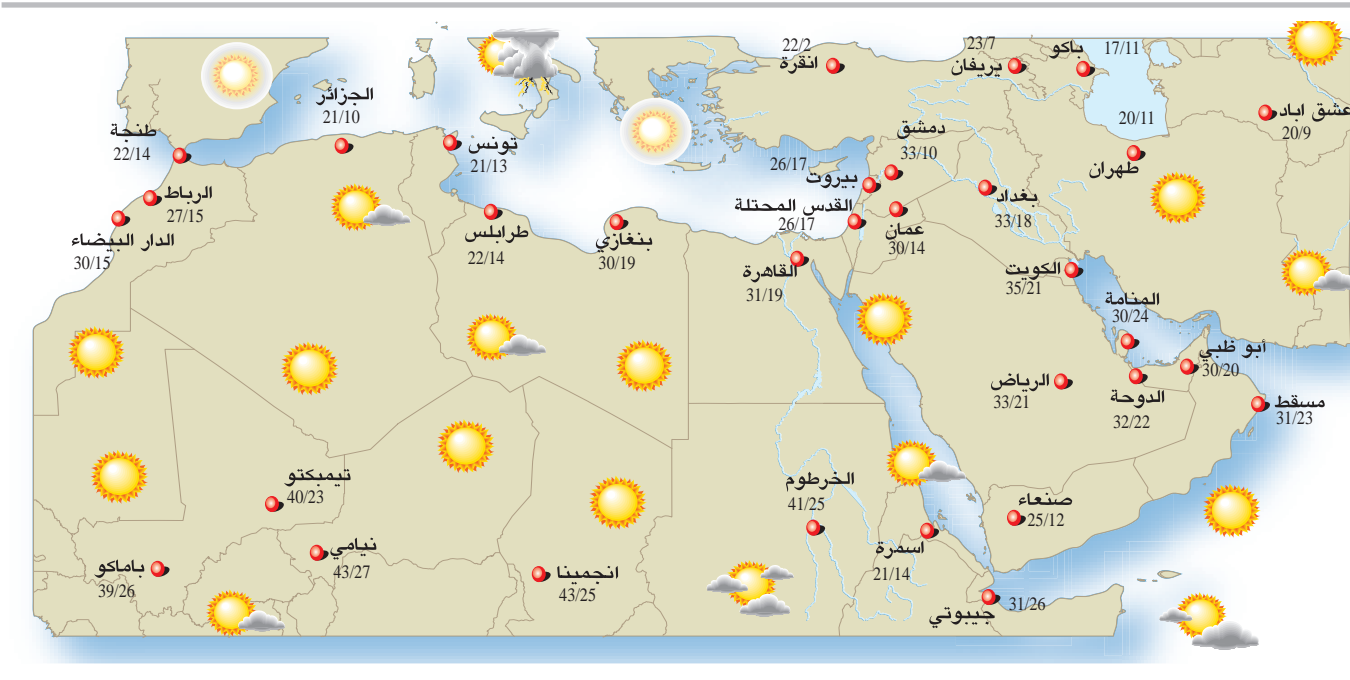 22/2
انقرة
23/7
يريفان
باكو
17/11
عشق اباد
20/9
20/11
طهران
الجزائر
21/10
طنجة
22/14
تونس
21/13
دمشق
33/10
26/17
بيروت
بغداد
33/18
الرباط
27/15
القدس المحتلة
26/17
عمان
30/14
الدار البيضاء
30/15
طرابلس
22/14
بنغازي
30/19
القاهرة
31/19
الكويت
35/21
المنامة
30/24
أبو ظبي
30/20
الرياض
33/21
الدوحة
32/22
مسقط
31/23
تيمبكتو
40/23
الخرطوم
41/25
صنعاء
25/12
نيامي
43/27
اسمرة
21/14
باماكو
39/26
انجمينا
43/25
31/26
جيبوتي